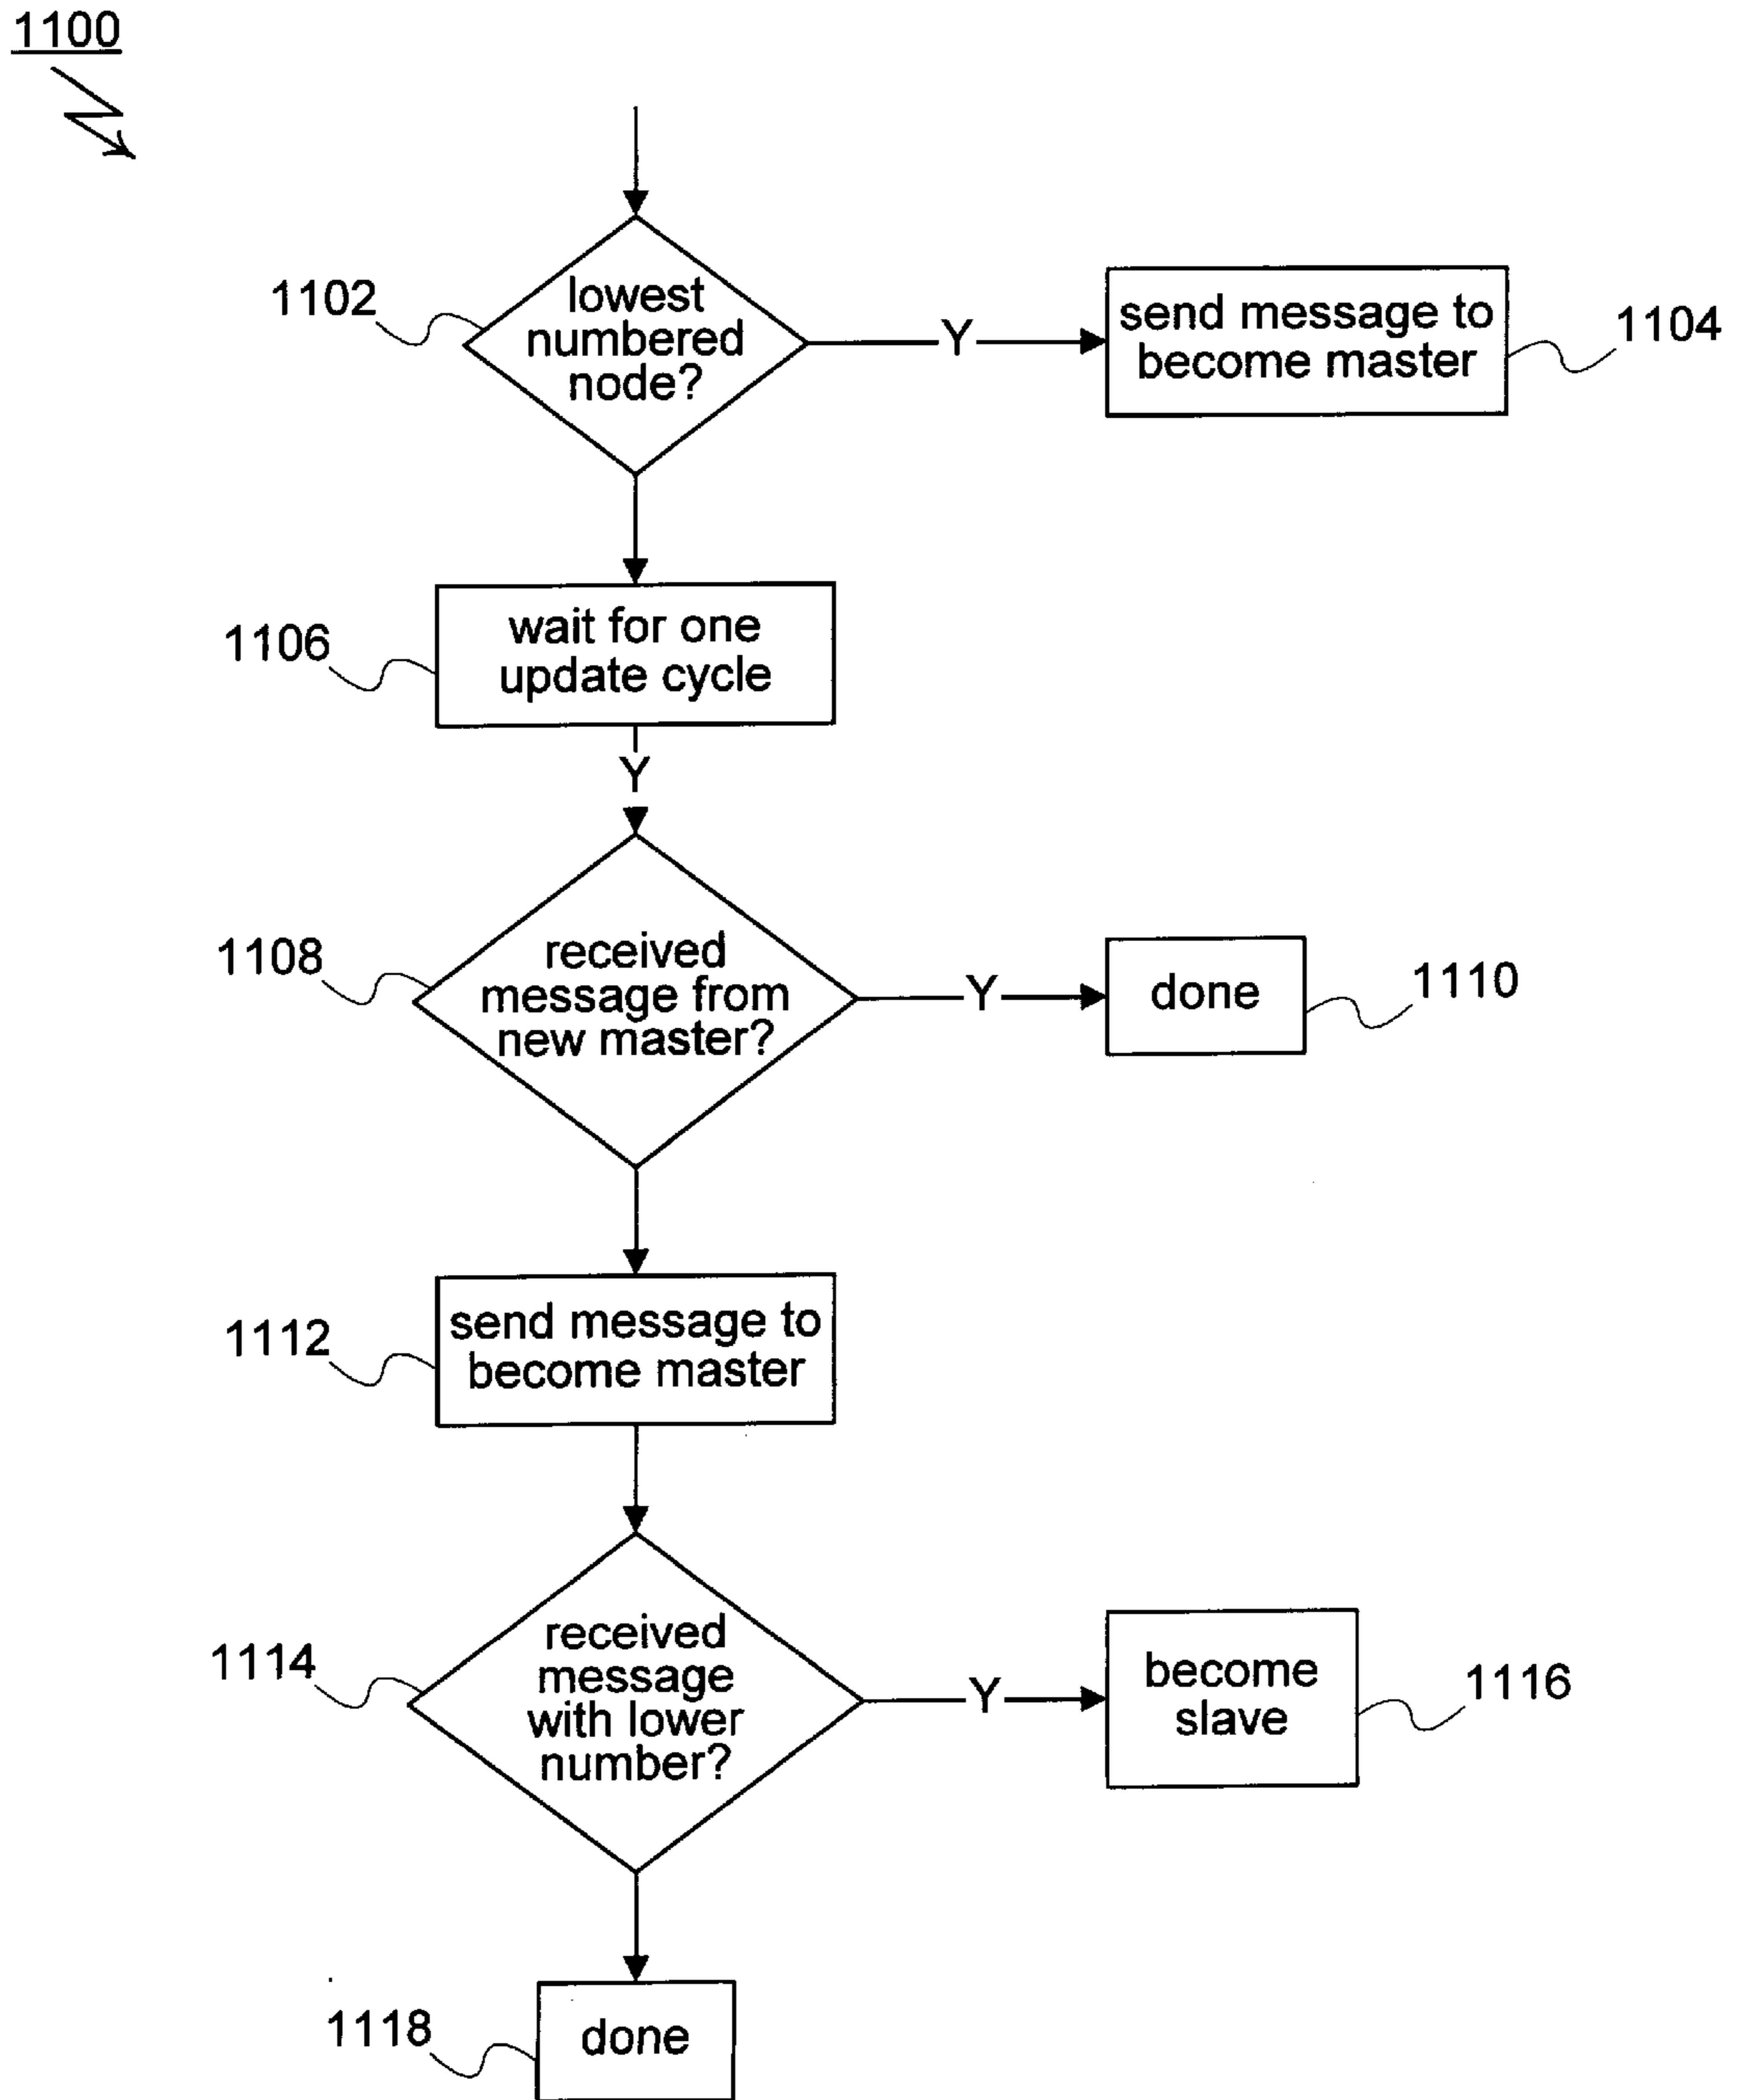 1100
1102
lowest
numbered
node?
Y
send message to
become master
1104
1106
wait for one
update cycle
Y
1108
received
message from
new master?
Y
done
1110
1112
send message to
become master
1114
received
message
with lower
number?
Y
become
slave
1116
1118
done